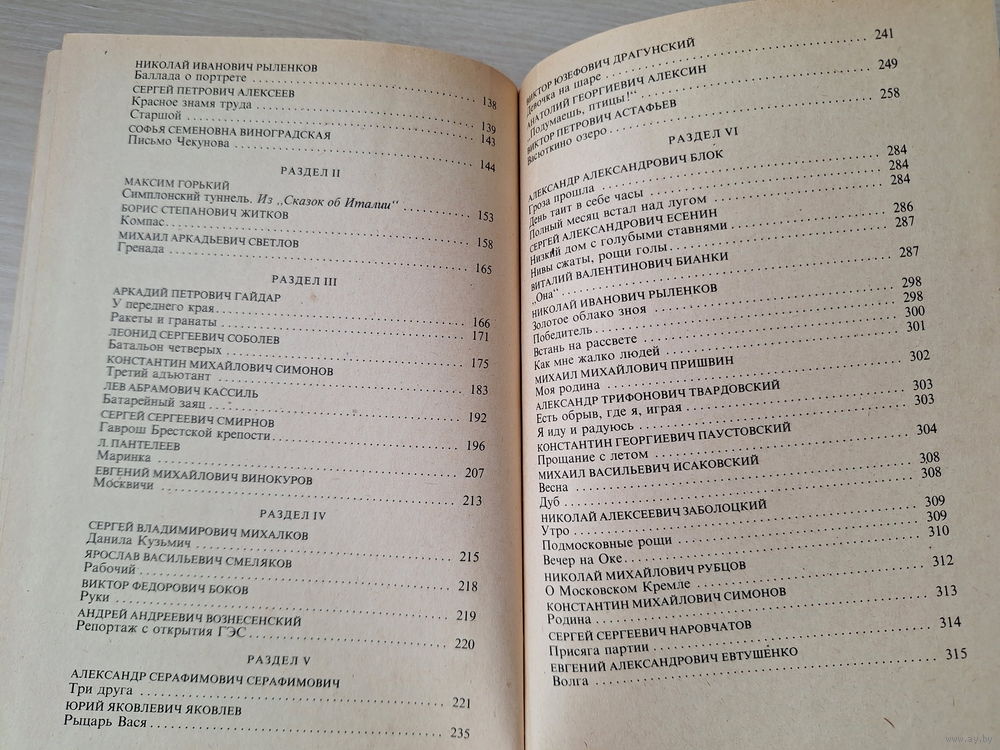 НИКОЛАЙ ИВАНОВИЧ РЫЛЕНКОВ
Баллада о портрете . . . 138
СЕРГЕЙ ПЕТРОВИЧ АЛЕКСЕЕВ
Красное знамя труда . . . 139
Старшой . . . 143
СОФЬЯ СЕМЕНОВНА ВИНОГРАДСКАЯ
Письмо Чекунова . . . 144
РАЗДЕЛ II
МАКСИМ ГОРЬКИЙ
Симплонский туннель. Из „Сказок об Италии“ . . . 153
БОРИС СТЕПАНОВИЧ ЖИТКОВ
Компас . . . 158
МИХАИЛ АРКАДЬЕВИЧ СВЕТЛОВ
Гренада . . . 165
РАЗДЕЛ III
АРКАДИЙ ПЕТРОВИЧ ГАЙДАР
У переднего края . . . 166
Ракеты и гранаты . . . 171
ЛЕОНИД СЕРГЕЕВИЧ СОБОЛЕВ
Батальон четверых . . . 175
КОНСТАНТИН МИХАЙЛОВИЧ СИМОНОВ
Третий адъютант . . . 183
ЛЕВ АБРАМОВИЧ КАССИЛЬ
Батарейный заяц . . . 192
СЕРГЕЙ СЕРГЕЕВИЧ СМИРНОВ
Гаврош Брестской крепости . . . 196
Л. ПАНТЕЛЕЕВ
Маринка . . . 207
ЕВГЕНИЙ МИХАЙЛОВИЧ ВИНОКУРОВ
Москвичи . . . 213
РАЗДЕЛ IV
СЕРГЕЙ ВЛАДИМИРОВИЧ МИХАЛКОВ
Данила Кузьмич . . . 215
ЯРОСЛАВ ВАСИЛЬЕВИЧ СМЕЛЯКОВ
Рабочий . . . 218
ВИКТОР ФЕДОРОВИЧ БОКОВ
Руки . . . 219
АНДРЕЙ АНДРЕЕВИЧ ВОЗНЕСЕНСКИЙ
Репортаж с открытия ГЭС . . . 220
РАЗДЕЛ V
АЛЕКСАНДР СЕРАФИМОВИЧ СЕРАФИМОВИЧ
Три друга . . . 221
ЮРИЙ ЯКОВЛЕВИЧ ЯКОВЛЕВ
Рыцарь Вася . . . 235
ВИКТОР ЮЗЕФОВИЧ ДРАГУНСКИЙ
Девочка на шаре . . . 241
АНАТОЛИЙ ГЕОРГИЕВИЧ АЛЕКСИН
„Подумаешь, птицы!“ . . . 249
ВИКТОР ПЕТРОВИЧ АСТАФЬЕВ
Васюткино озеро . . . 258
РАЗДЕЛ VI
АЛЕКСАНДР АЛЕКСАНДРОВИЧ БЛОК
Гроза прошла . . . 284
День таит в себе часы . . . 284
Полный месяц встал над лугом . . . 284
СЕРГЕЙ АЛЕКСАНДРОВИЧ ЕСЕНИН
Низкий дом с голубыми ставнями . . . 286
Нивы сжаты, рощи голы . . . 287
ВИТАЛИЙ ВАЛЕНТИНОВИЧ БИАНКИ
„Она“ . . . 287
НИКОЛАЙ ИВАНОВИЧ РЫЛЕНКОВ
Золотое облако зноя . . . 298
Победитель . . . 298
Встань на рассвете . . . 300
Как мне жалко людей . . . 301
МИХАИЛ МИХАЙЛОВИЧ ПРИШВИН
Моя родина . . . 302
АЛЕКСАНДР ТРИФОНОВИЧ ТВАРДОВСКИЙ
Есть обрыв, где я, играя . . . 303
Я иду и радуюсь . . . 303
КОНСТАНТИН ГЕОРГИЕВИЧ ПАУСТОВСКИЙ
Прощание с летом . . . 304
МИХАИЛ ВАСИЛЬЕВИЧ ИСАКОВСКИЙ
Весна . . . 308
Дуб . . . 308
НИКОЛАЙ АЛЕКСЕЕВИЧ ЗАБОЛОЦКИЙ
Утро . . . 309
Подмосковные рощи . . . 309
Вечер на Оке . . . 310
НИКОЛАЙ МИХАЙЛОВИЧ РУБЦОВ
О Московском Кремле . . . 312
КОНСТАНТИН МИХАЙЛОВИЧ СИМОНОВ
Родина . . . 313
СЕРГЕЙ СЕРГЕЕВИЧ НАРОВЧАТОВ
Присяга партии . . . 314
ЕВГЕНИЙ АЛЕКСАНДРОВИЧ ЕВТУШЕНКО
Волга . . . 315
www.ay.by